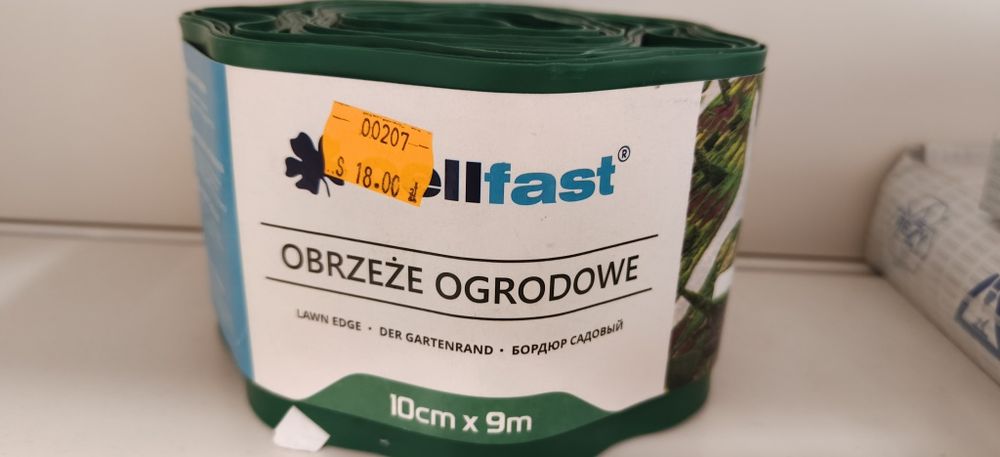 00207
S 18.00
ellfast®
OBRZEŻE OGRODOWE
LAWN EDGE · DER GARTENRAND · БОРДЮР САДОВЫЙ
10cm x 9m